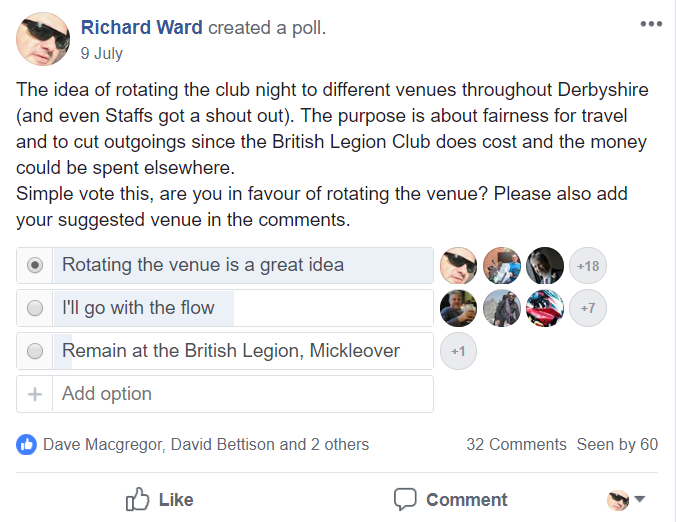 Richard Ward created a poll.
9 July
The idea of rotating the club night to different venues throughout Derbyshire
(and even Staffs got a shout out). The purpose is about fairness for travel
and to cut outgoings since the British Legion Club does cost and the money
could be spent elsewhere.
Simple vote this, are you in favour of rotating the venue? Please also add
your suggested venue in the comments.
Rotating the venue is a great idea +18
I'll go with the flow +7
Remain at the British Legion, Mickleover +1
+ Add option
Dave Macgregor, David Bettison and 2 others 32 Comments Seen by 60
Like Comment